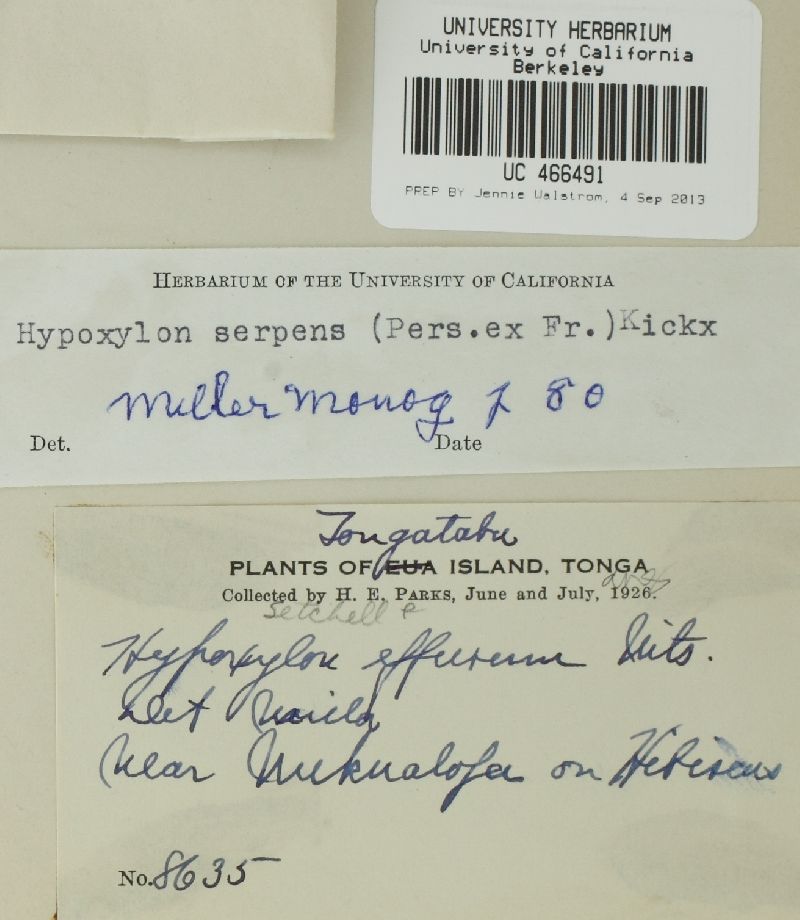 UNIVERSITY HERBARIUM
University of California
Berkeley
UC 466491
PREP BY Jennie Walstrom, 4 Sep 2013
HERBARIUM OF THE UNIVERSITY OF CALIFORNIA
Hypoxylon serpens (Pers.ex Fr.)Kickx
Miller Monog p 80
Det. Date
Tongatabu
PLANTS OF EUA ISLAND, TONGA
Collected by H. E. PARKS, June and July, 1926.
Setchell &
Hypoxylon effusum Nits.
Det
Near Nukualofa on Hibiscus
No. 8635